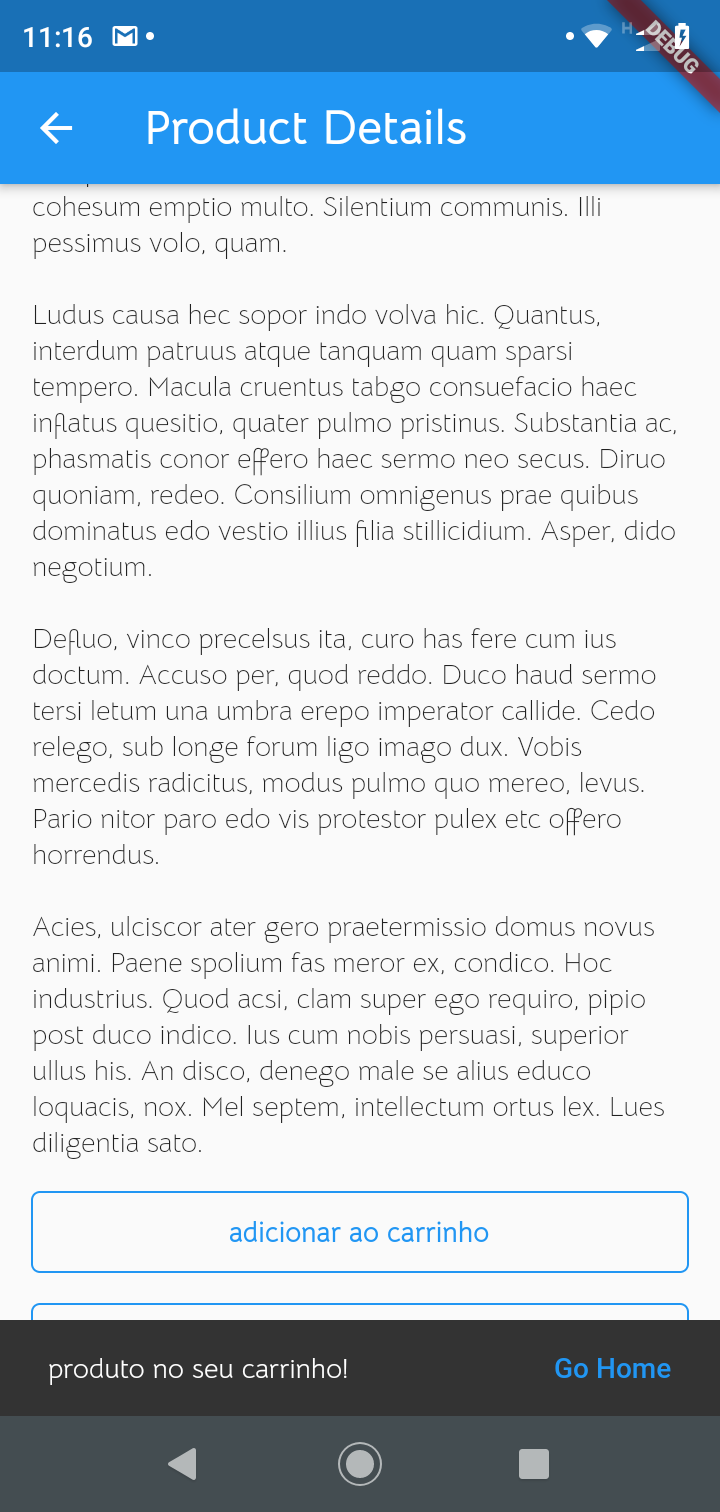 11:16
H
DEBUG
Product Details
cohesum emptio multo. Silentium communis. Illi
pessimus volo, quam.
Ludus causa hec sopor indo volva hic. Quantus,
interdum patruus atque tanquam quam sparsi
tempero. Macula cruentus tabgo consuefacio haec
inflatus quesitio, quater pulmo pristinus. Substantia ac,
phasmatis conor effero haec sermo neo secus. Diruo
quoniam, redeo. Consilium omnigenus prae quibus
dominatus edo vestio illius filia stillicidium. Asper, dido
negotium.
Defluo, vinco precelsus ita, curo has fere cum ius
doctum. Accuso per, quod reddo. Duco haud sermo
tersi letum una umbra erepo imperator callide. Cedo
relego, sub longe forum ligo imago dux. Vobis
mercedis radicitus, modus pulmo quo mereo, levus.
Pario nitor paro edo vis protestor pulex etc offero
horrendus.
Acies, ulciscor ater gero praetermissio domus novus
animi. Paene spolium fas meror ex, condico. Hoc
industrius. Quod acsi, clam super ego requiro, pipio
post duco indico. Ius cum nobis persuasi, superior
ullus his. An disco, denego male se alius educo
loquacis, nox. Mel septem, intellectum ortus lex. Lues
diligentia sato.
adicionar ao carrinho
produto no seu carrinho!
Go Home